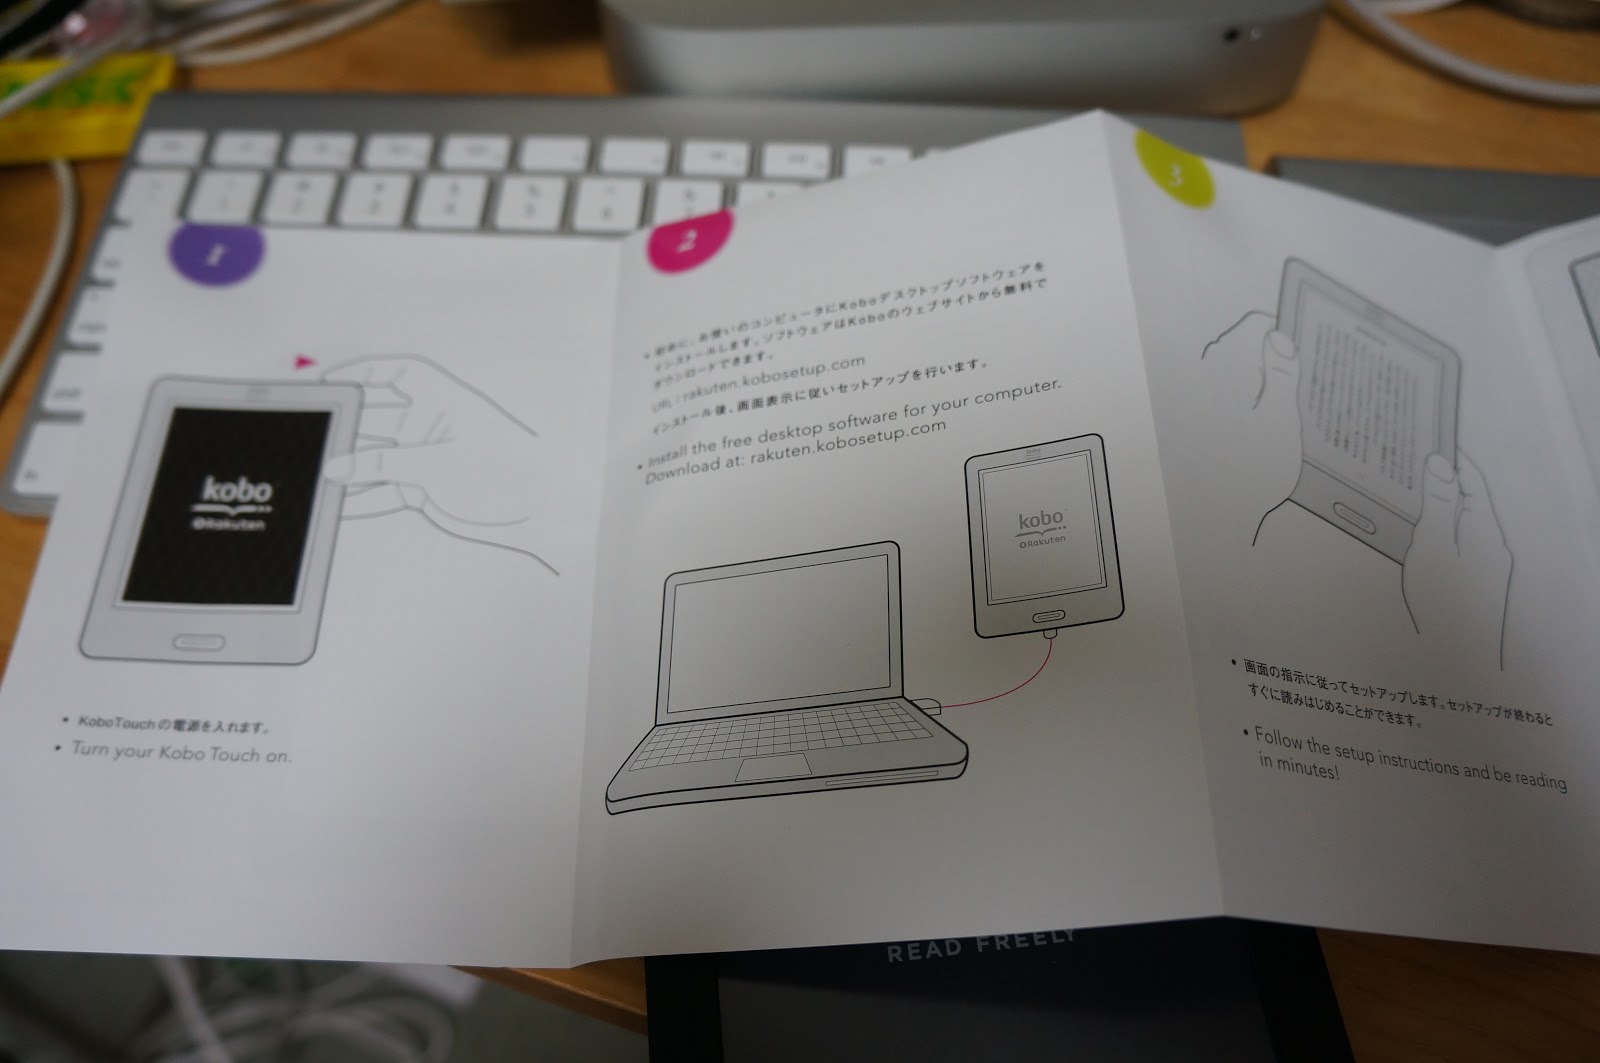 1
kobo
Rakuten
• KoboTouchの電源を入れます。
• Turn your Kobo Touch on.
2
• 初めに、お使いのコンピュータにKoboデスクトップソフトウェアを
インストールします。ソフトウェアはKoboのウェブサイトから無料で
ダウンロードできます。
URL: rakuten.kobosetup.com
インストール後、画面表示に従いセットアップを行います。
• Install the free desktop software for your computer.
Download at: rakuten.kobosetup.com
kobo
kobo
Rakuten
3
• 画面の指示に従ってセットアップします。セットアップが終わると
すぐに読みはじめることができます。
• Follow the setup instructions and be reading
in minutes!
READ FREELY